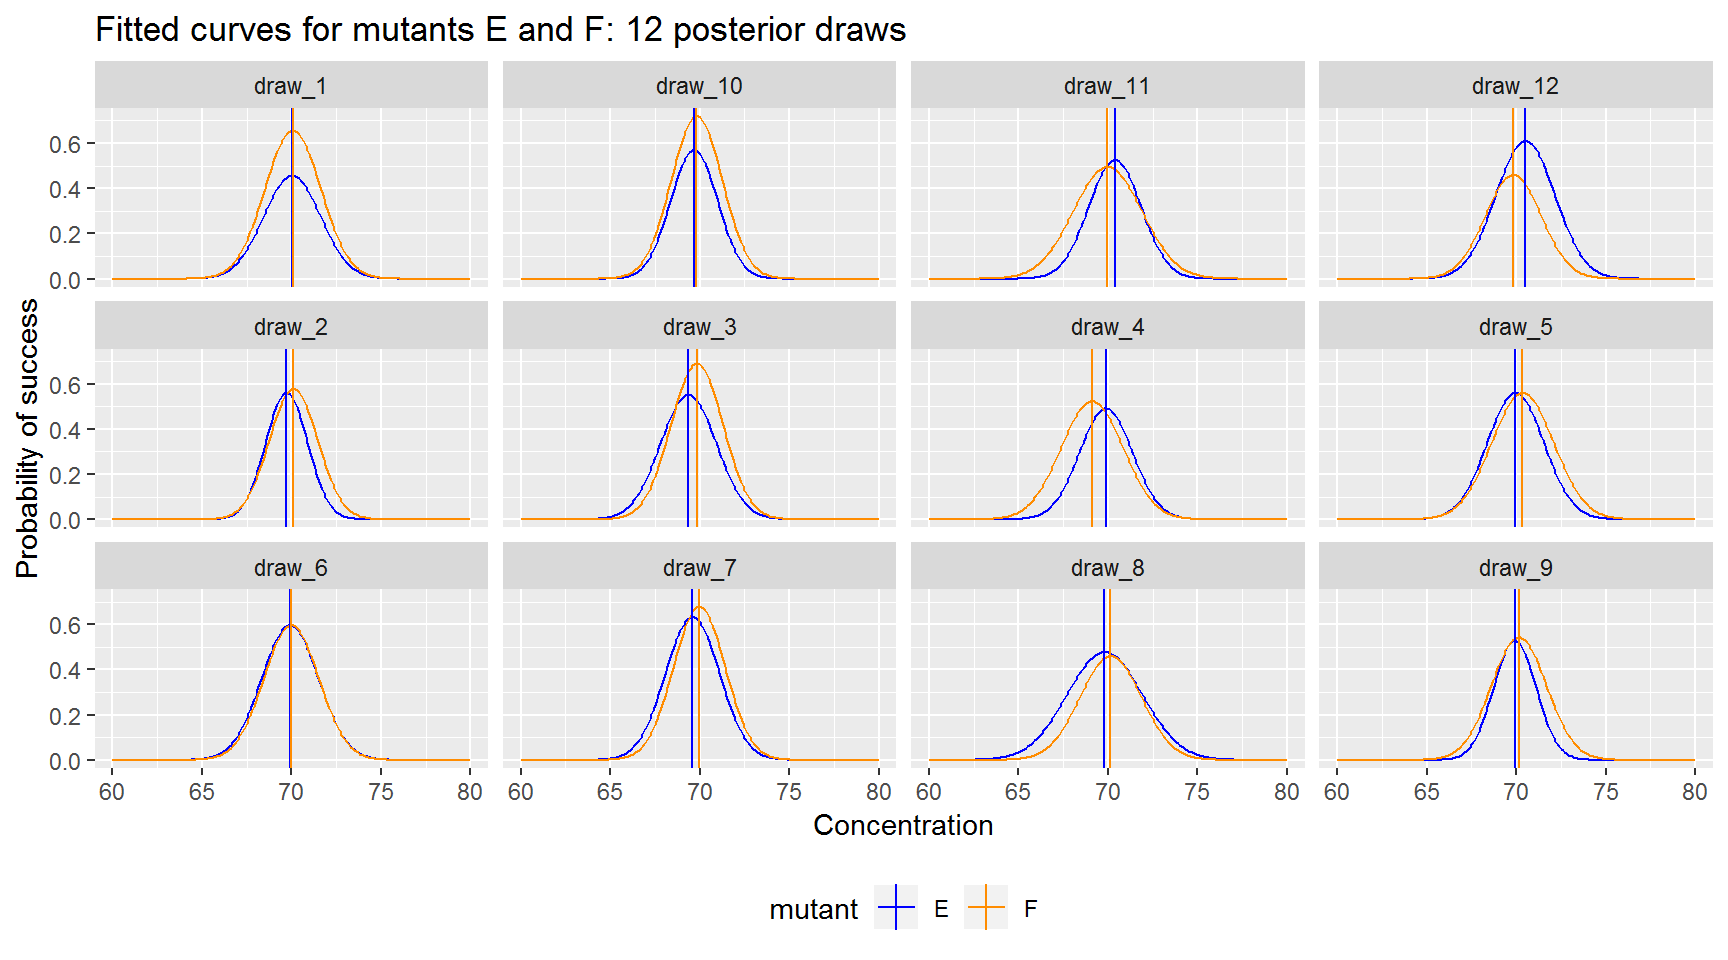 Fitted curves for mutants E and F: 12 posterior draws
draw_1 draw_10 draw_11 draw_12
0.6
0.4
0.2
0.0
draw_2 draw_3 draw_4 draw_5
0.6
0.4
0.2
0.0
draw_6 draw_7 draw_8 draw_9
0.6
0.4
0.2
0.0
Probability of success
60 65 70 75 80 60 65 70 75 80 60 65 70 75 80 60 65 70 75 80
Concentration
mutant E F